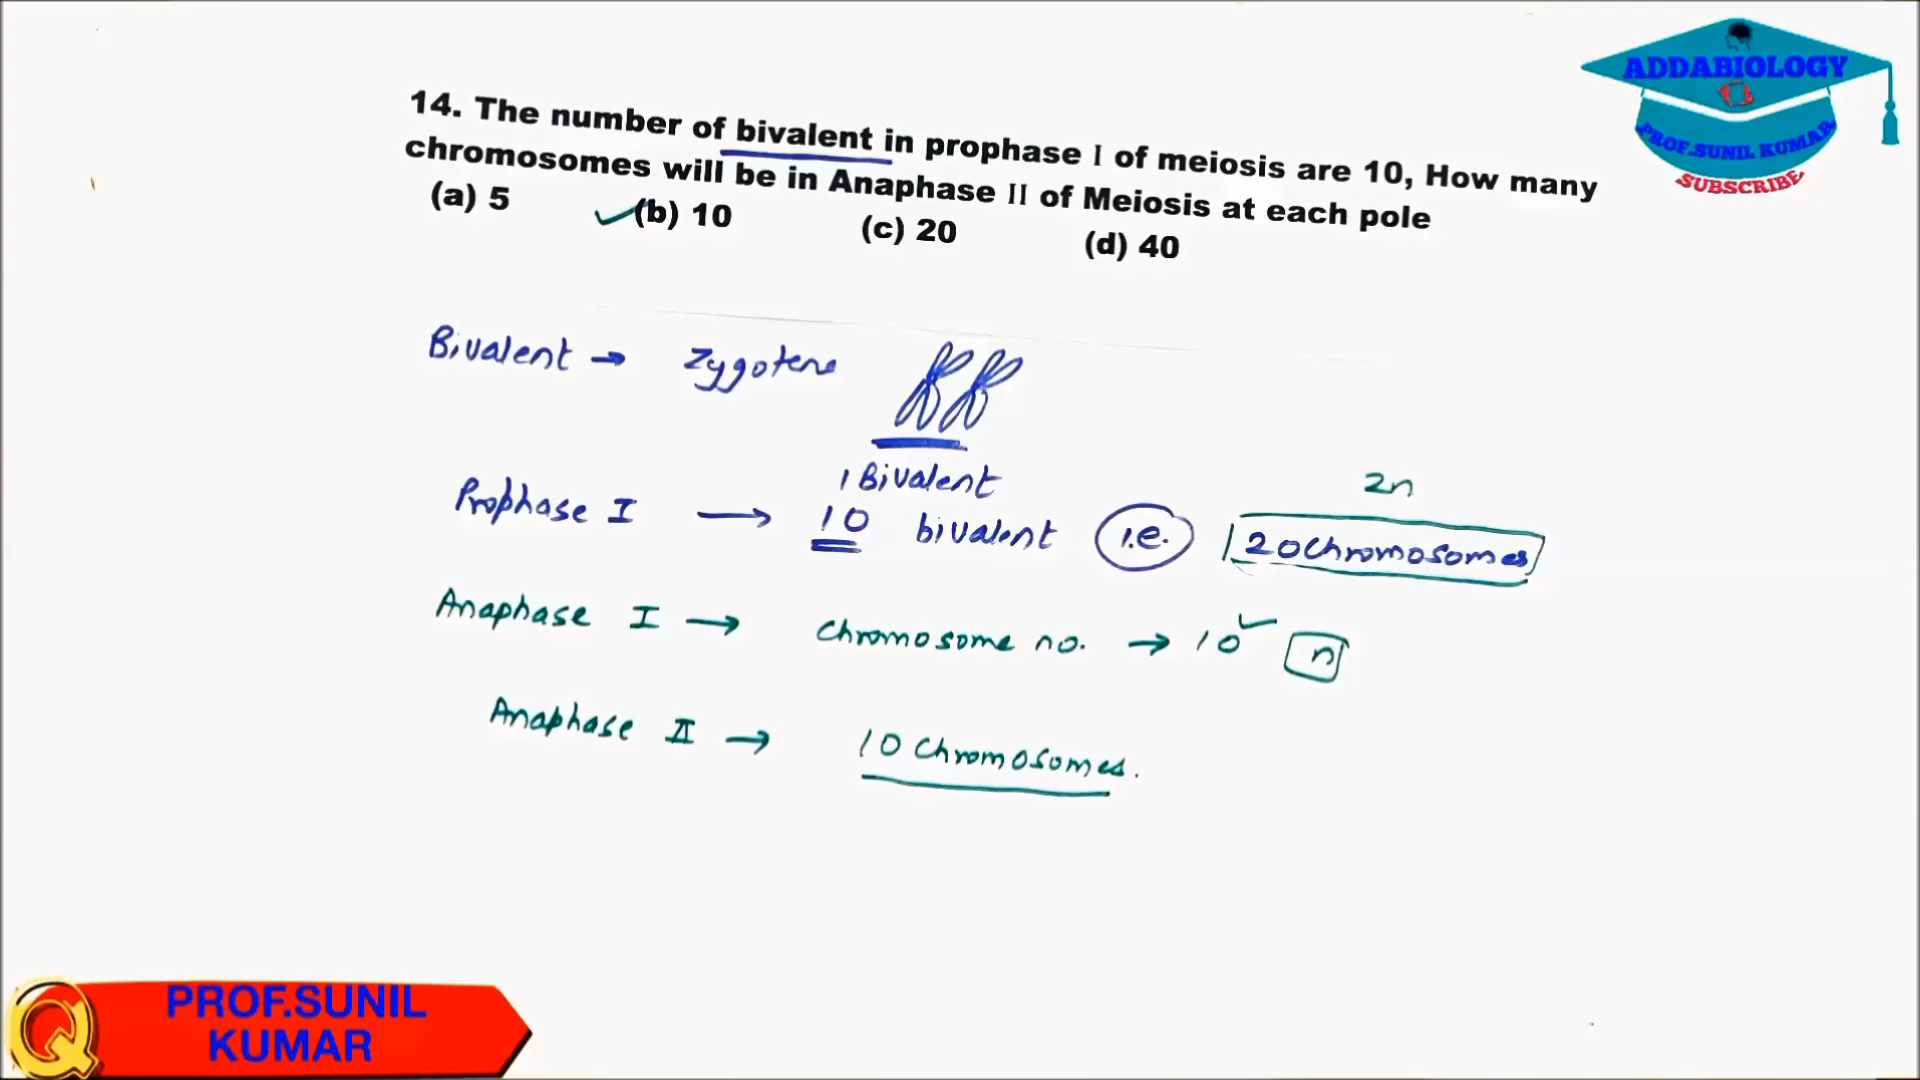 ADDABIOLOGY
PROF.SUNIL KUMAR
SUBSCRIBE
14. The number of bivalent in prophase I of meiosis are 10, How many
chromosomes will be in Anaphase II of Meiosis at each pole
(a) 5 (b) 10 (c) 20 (d) 40
Bivalent → Zygotene
1 Bivalent
2n
Prophase I → 10 bivalent i.e. 20 chromosomes
Anaphase I → chromosome no. → 10 n
Anaphase II → 10 chromosomes.
PROF.SUNIL
KUMAR